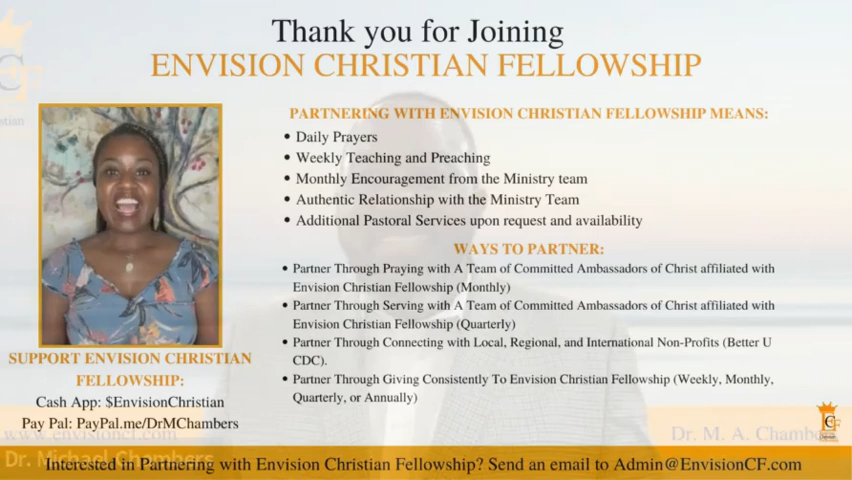 Thank you for Joining
ENVISION CHRISTIAN FELLOWSHIP
PARTNERING WITH ENVISION CHRISTIAN FELLOWSHIP MEANS:
• Daily Prayers
• Weekly Teaching and Preaching
• Monthly Encouragement from the Ministry team
• Authentic Relationship with the Ministry Team
• Additional Pastoral Services upon request and availability
WAYS TO PARTNER:
• Partner Through Praying with A Team of Committed Ambassadors of Christ affiliated with
Envision Christian Fellowship (Monthly)
• Partner Through Serving with A Team of Committed Ambassadors of Christ affiliated with
Envision Christian Fellowship (Quarterly)
• Partner Through Connecting with Local, Regional, and International Non-Profits (Better U
CDC).
• Partner Through Giving Consistently To Envision Christian Fellowship (Weekly, Monthly,
Quarterly, or Annually)
SUPPORT ENVISION CHRISTIAN
FELLOWSHIP:
Cash App: $EnvisionChristian
Pay Pal: PayPal.me/DrMChambers
www.envisioncf.com
Dr. M. A.
Dr. Michael Chambers
Interested in Partnering with Envision Christian Fellowship? Send an email to Admin@EnvisionCF.com